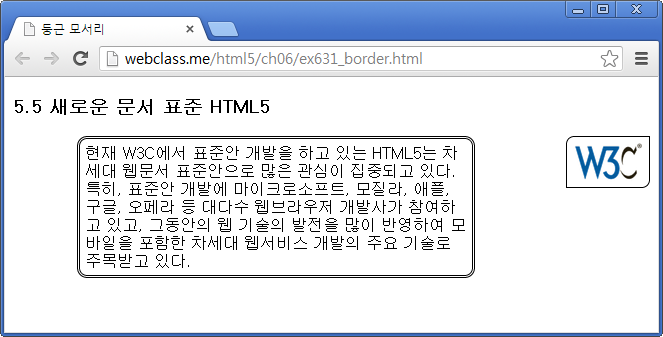 둥근 모서리
webclass.me/html5/ch06/ex631_border.html
5.5 새로운 문서 표준 HTML5
현재 W3C에서 표준안 개발을 하고 있는 HTML5는 차
세대 웹문서 표준안으로 많은 관심이 집중되고 있다.
특히, 표준안 개발에 마이크로소프트, 모질라, 애플,
구글, 오페라 등 대다수 웹브라우저 개발사가 참여하
고 있고, 그동안의 웹 기술의 발전을 많이 반영하여 모
바일을 포함한 차세대 웹서비스 개발의 주요 기술로
주목받고 있다.
W3C®